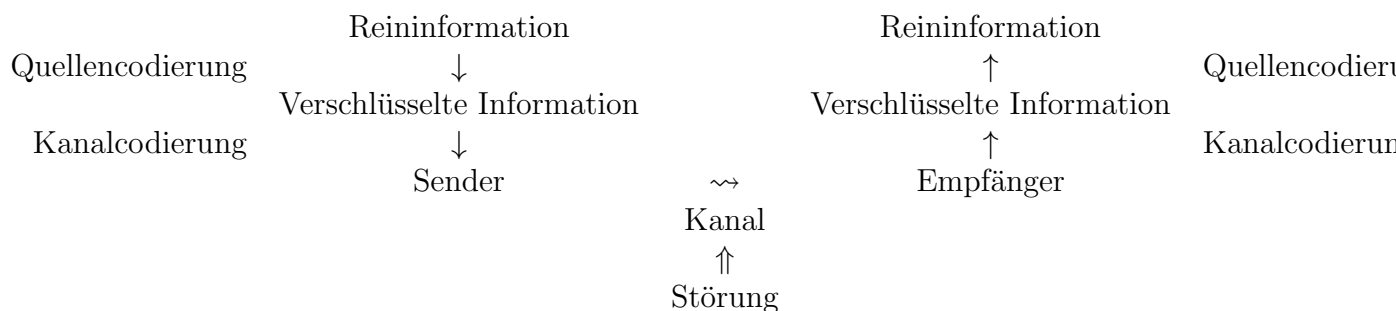 Reininformation Reininformation
Quellencodierung ↓ ↑ Quellencodieru
Verschlüsselte Information Verschlüsselte Information
Kanalcodierung ↓ ↑ Kanalcodierun
Sender ⇝ Empfänger
Kanal
⇑
Störung